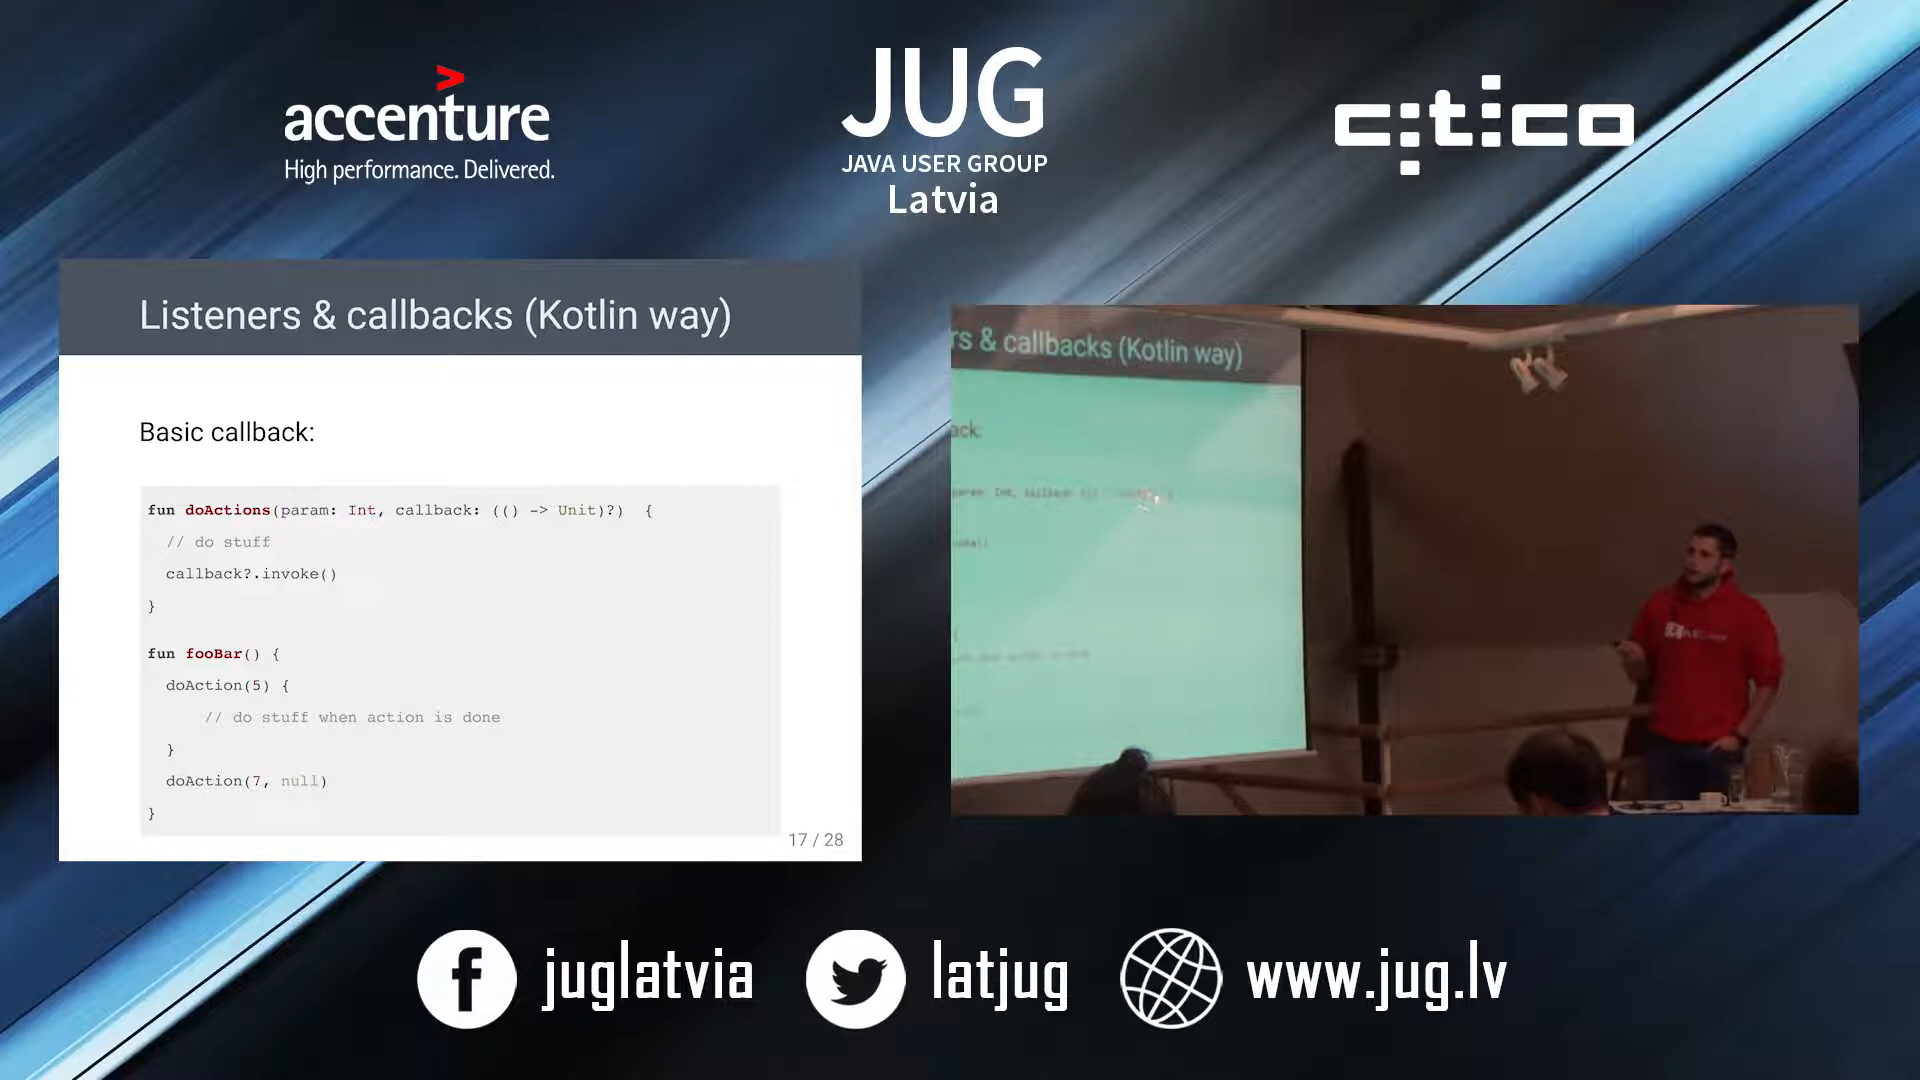 accenture
High performance. Delivered.
JUG
JAVA USER GROUP
Latvia
citico
Listeners & callbacks (Kotlin way)
Basic callback:
fun doActions(param: Int, callback: (() -> Unit)?) {
// do stuff
callback?.invoke()
}
fun fooBar() {
doAction(5) {
// do stuff when action is done
}
doAction(7, null)
}
17 / 28
rs & callbacks (Kotlin way)
ack:
juglatvia
latjug
www.jug.lv